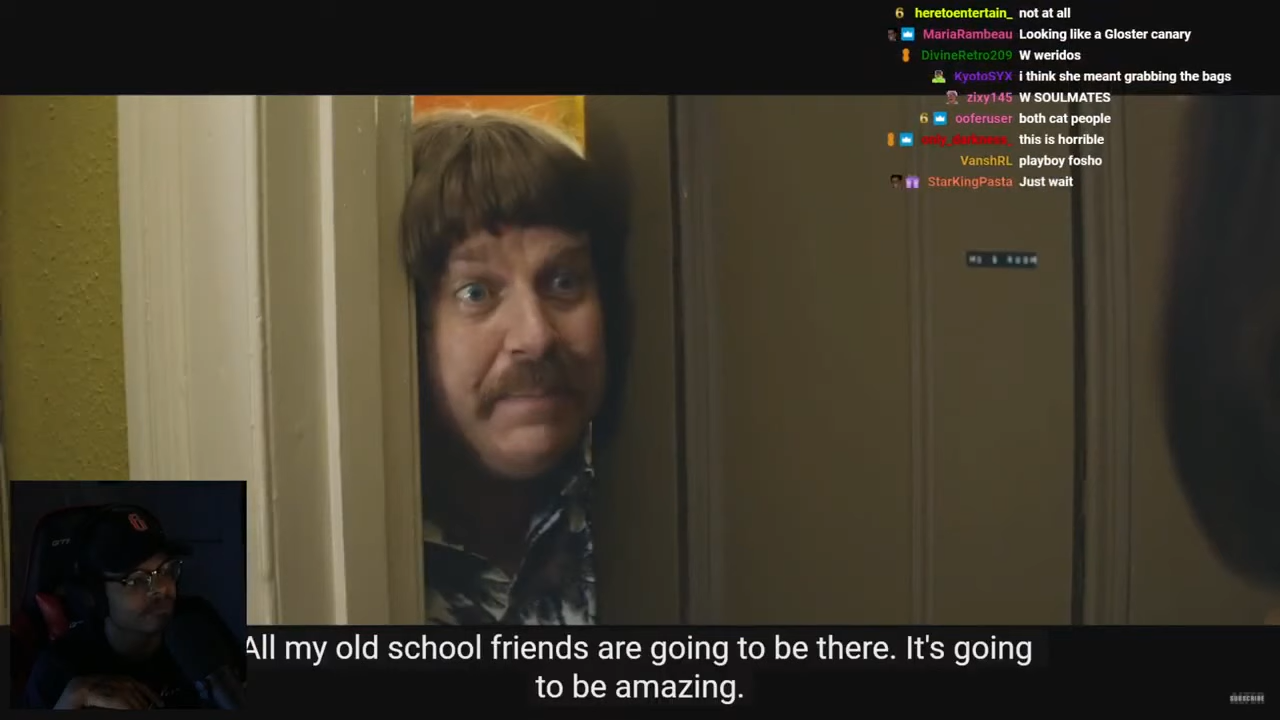 heretoentertain_ not at all
MariaRambeau Looking like a Gloster canary
DivineRetro209 W weridos
KyotoSYX i think she meant grabbing the bags
zixy145 W SOULMATES
ooferuser both cat people
this is horrible
VanshRL playboy fosho
StarKingPasta Just wait
All my old school friends are going to be there. It's going
to be amazing.
SUBSCRIBE